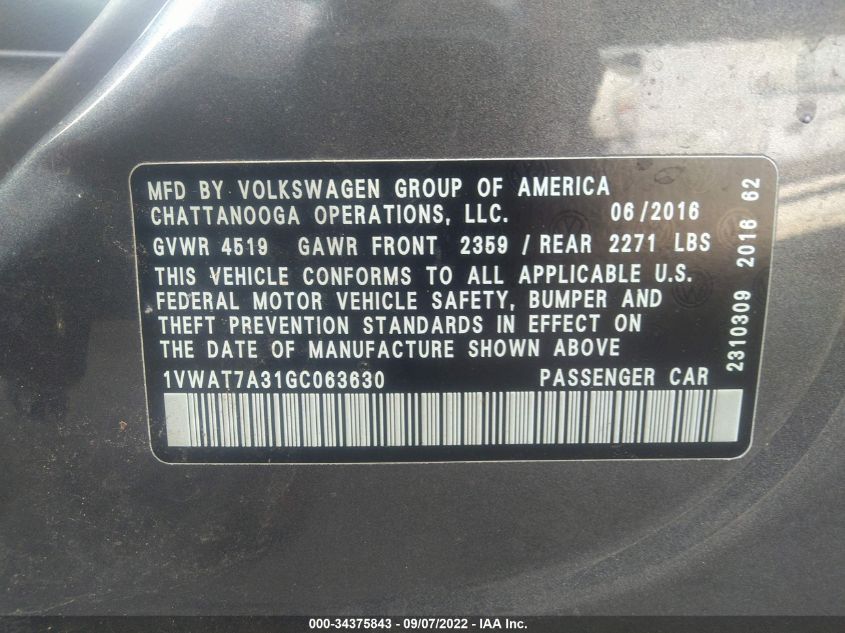 MFD BY VOLKSWAGEN GROUP OF AMERICA
CHATTANOOGA OPERATIONS, LLC. 06/2016
GVWR 4519 GAWR FRONT 2359 / REAR 2271 LBS
THIS VEHICLE CONFORMS TO ALL APPLICABLE U.S.
FEDERAL MOTOR VEHICLE SAFETY, BUMPER AND
THEFT PREVENTION STANDARDS IN EFFECT ON
THE DATE OF MANUFACTURE SHOWN ABOVE
1VWAT7A31GC063630 PASSENGER CAR
2310309 2016 62
000-34375843 - 09/07/2022 - IAA Inc.